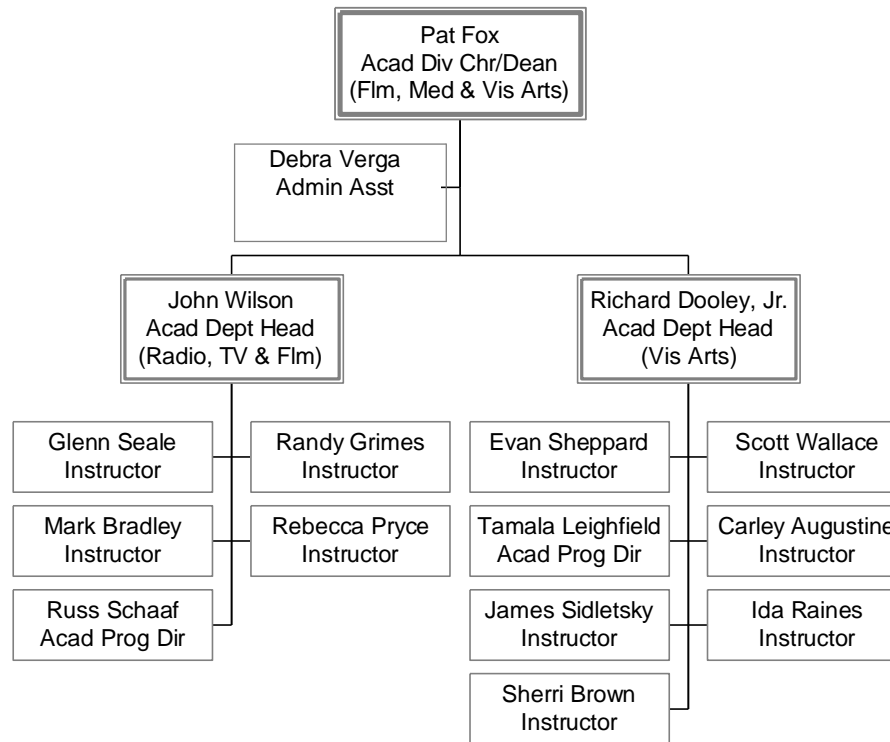 Pat Fox
Acad Div Chr/Dean
(Flm, Med & Vis Arts)
Debra Verga
Admin Asst
John Wilson
Acad Dept Head
(Radio, TV & Flm)
Richard Dooley, Jr.
Acad Dept Head
(Vis Arts)
Glenn Seale
Instructor
Randy Grimes
Instructor
Mark Bradley
Instructor
Rebecca Pryce
Instructor
Russ Schaaf
Acad Prog Dir
Evan Sheppard
Instructor
Scott Wallace
Instructor
Tamala Leighfield
Acad Prog Dir
Carley Augustine
Instructor
James Sidletsky
Instructor
Ida Raines
Instructor
Sherri Brown
Instructor